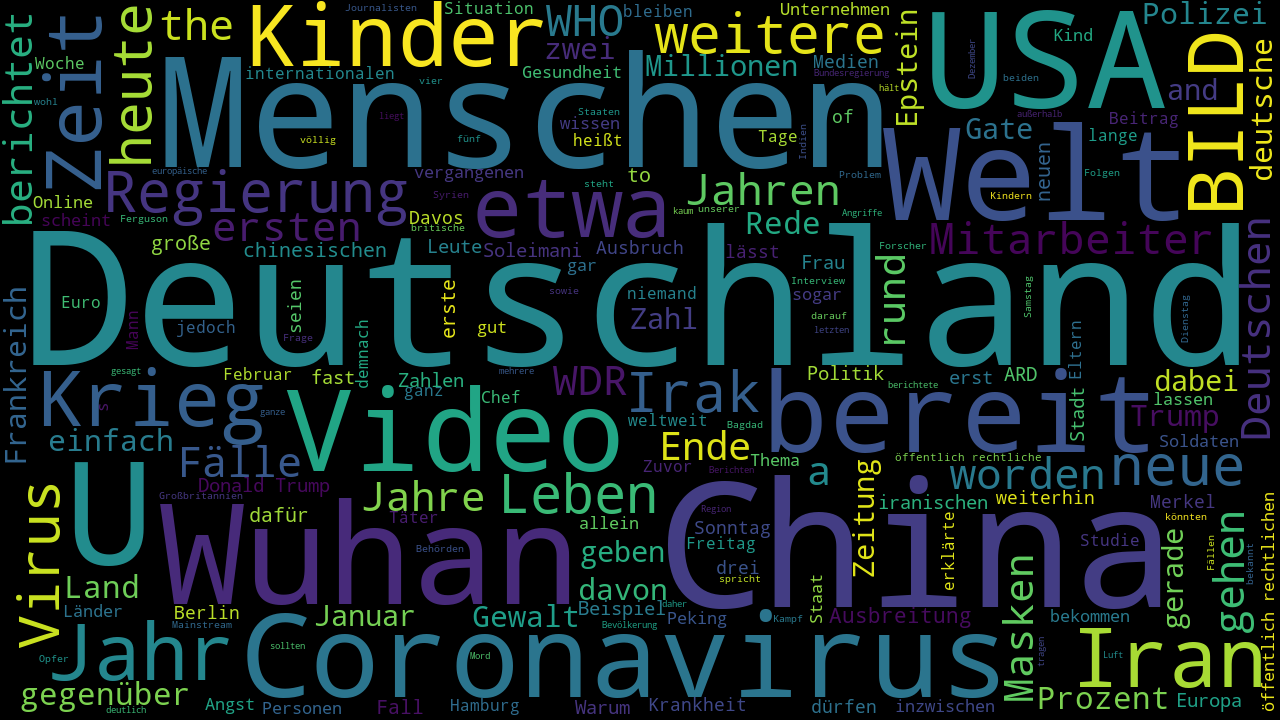 Journalisten
Situation
Unternehmen
Polizei
the
Kinder
WHO
bleiben
weitere
USA
Kind
BILD
deutsche
heute
Zeit
berichtet
Woche
wohl
internationalen
vier
zwei
Gesundheit
Millionen
Medien
Bundesregierung
hält
Epstein
Dezember
beiden
and
außerhalb
Beitrag
Menschen
völlig
liegt
fünf
Staaten
wissen
heißt
Tage
Indien
of
Gate
lange
Folgen
neuen
Welt
Kindern
europäische
Regierung
vergangenen
Syrien
steht
to
kaum
unserer
Jahren
Problem
Angriffe
Online
scheint
Ferguson
ersten
Davos
britische
etwa
Rede
Mitarbeiter
große
chinesischen
Leute
Soleimani
Ausbruch
lässt
Frau
Forscher
Deutschland
Euro
Mann
jedoch
seien
Frage
demnach
erste
gut
gar
sowie
niemand
Zahl
Interview
sogar
darauf
letzten
rund
Samstag
Dienstag
Deutschen
Frankreich
gesagt
Februar
fast
Zahlen
ganz
mehrere
Chef
WDR
Irak
weltweit
Bagdad
Politik
berichtete
erst
ARD
Stadt
Eltern
dabei
lassen
Trump
Krieg
s
ganze
Video
bereit
Soldaten
einfach
Fälle
Ende
Zuvor
Thema
Berichten
öffentlich rechtliche
Donald Trump
Großbritannien
Jahre
Leben
a
worden
neue
Virus
U
dafür
Täter
allein
Region
Sonntag
Freitag
Zeitung
iranischen
weiterhin
Merkel
könnten
Wuhan
Behörden
geben
China
drei
spricht
erklärte
Studie
gerade
Fällen
gehen
bekannt
öffentlich rechtlichen
Land
davon
Staat
Masken
Länder
Berlin
Mainstream
Januar
Gewalt
Beispiel
daher
Bevölkerung
Peking
Kampf
Ausbreitung
bekommen
Jahr
Coronavirus
Opfer
sollten
Mord
tragen
Luft
Iran
gegenüber
deutlich
Angst
Personen
Fall
Hamburg
Warum
Krankheit
dürfen
inzwischen
Prozent
Europa